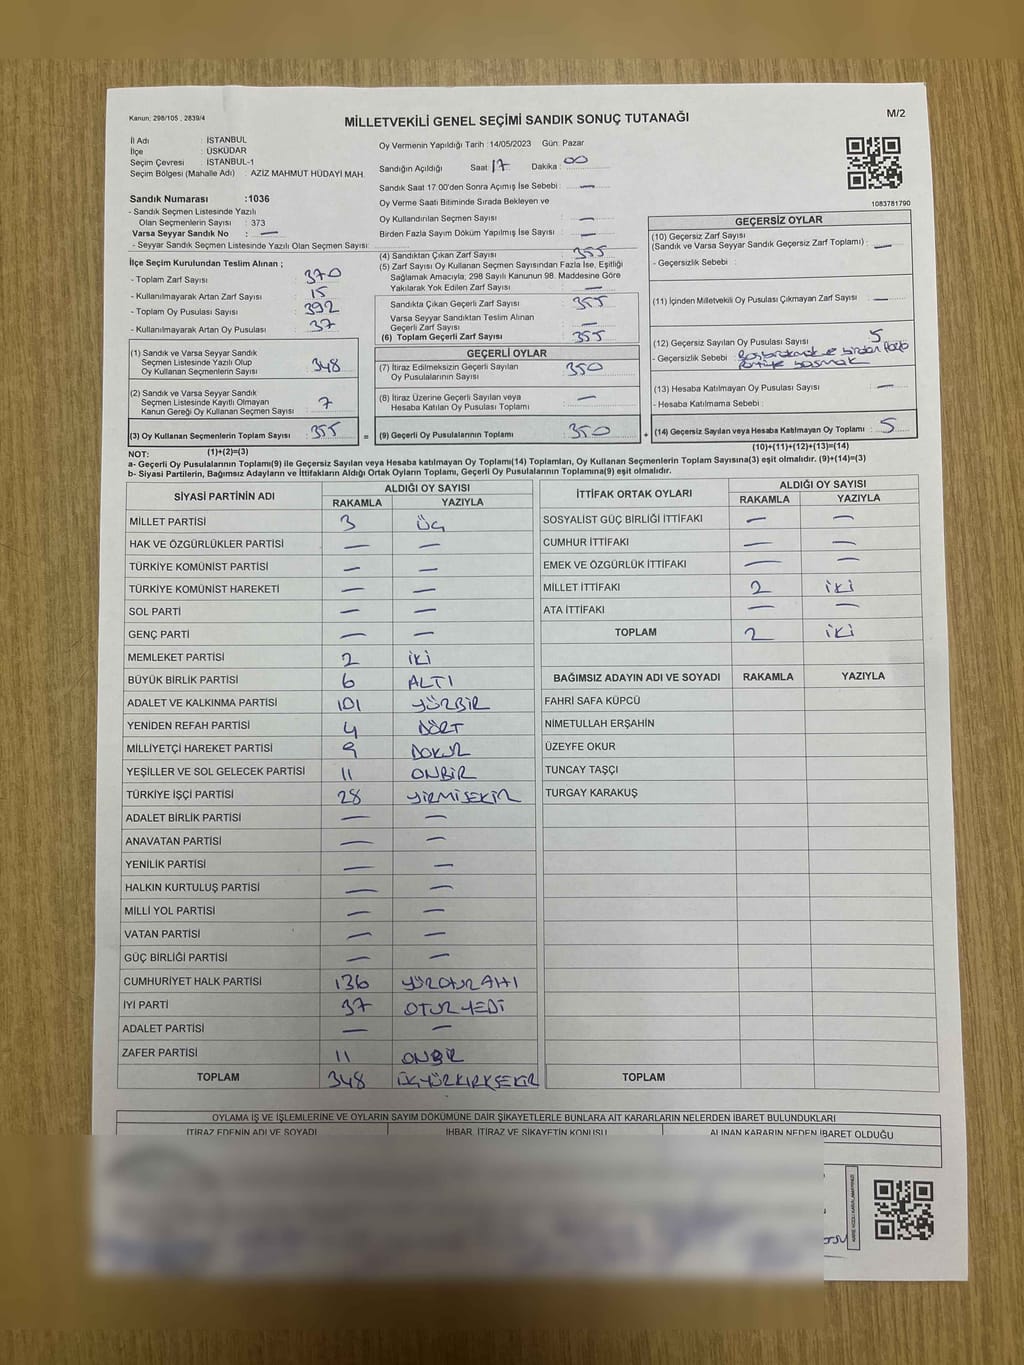 Kanun; 298/105 , 2839/4
MİLLETVEKİLİ GENEL SEÇİMİ SANDIK SONUÇ TUTANAĞI
M/2
İl Adı : İSTANBUL
İlçe : ÜSKÜDAR
Seçim Çevresi : İSTANBUL-1
Seçim Bölgesi (Mahalle Adı) : AZİZ MAHMUT HÜDAYİ MAH.
Sandık Numarası :1036
- Sandık Seçmen Listesinde Yazılı
Olan Seçmenlerin Sayısı : 373
Varsa Seyyar Sandık No : —
- Seyyar Sandık Seçmen Listesinde Yazılı Olan Seçmen Sayısı:
İlçe Seçim Kurulundan Teslim Alınan ;
- Toplam Zarf Sayısı 370
- Kullanılmayarak Artan Zarf Sayısı 15
- Toplam Oy Pusulası Sayısı 392
- Kullanılmayarak Artan Oy Pusulası 37
(1) Sandık ve Varsa Seyyar Sandık
Seçmen Listesinde Yazılı Olup
Oy Kullanan Seçmenlerin Sayısı 348
(2) Sandık ve Varsa Seyyar Sandık
Seçmen Listesinde Kayıtlı Olmayan
Kanun Gereği Oy Kullanan Seçmen Sayısı 7
(3) Oy Kullanan Seçmenlerin Toplam Sayısı 355
(1)+(2)=(3)
Oy Vermenin Yapıldığı Tarih : 14/05/2023 Gün: Pazar
Sandığın Açıldığı Saat 17 Dakika : 00
Sandık Saat 17.00'den Sonra Açımış İse Sebebi : —
Oy Verme Saati Bitiminde Sırada Bekleyen ve
Oy Kullandırılan Seçmen Sayısı —
Birden Fazla Sayım Döküm Yapılmış İse Sayısı —
(4) Sandıktan Çıkan Zarf Sayısı 355
(5) Zarf Sayısı Oy Kullanan Seçmen Sayısından Fazla İse, Eşitliği
Sağlamak Amacıyla; 298 Sayılı Kanunun 98. Maddesine Göre
Yakılarak Yok Edilen Zarf Sayısı —
Sandıkta Çıkan Geçerli Zarf Sayısı 355
Varsa Seyyar Sandıktan Teslim Alınan
Geçerli Zarf Sayısı —
(6) Toplam Geçerli Zarf Sayısı 355
GEÇERLİ OYLAR
(7) İtiraz Edilmeksizin Geçerli Sayılan
Oy Pusulalarının Sayısı 350
(8) İtiraz Üzerine Geçerli Sayılan veya
Hesaba Katılan Oy Pusulası Toplamı —
= (9) Geçerli Oy Pusulalarının Toplamı 350
1083781790
GEÇERSİZ OYLAR
(10) Geçersiz Zarf Sayısı
(Sandık ve Varsa Seyyar Sandık Geçersiz Zarf Toplamı) : —
- Geçersizlik Sebebi :
(11) İçinden Milletvekili Oy Pusulası Çıkmayan Zarf Sayısı —
(12) Geçersiz Sayılan Oy Pusulası Sayısı 5
- Geçersizlik Sebebi : ve birden fazla
partiye basmak
(13) Hesaba Katılmayan Oy Pusulası Sayısı —
- Hesaba Katılmama Sebebi :
+ (14) Geçersiz Sayılan veya Hesaba Katılmayan Oy Toplamı : 5
(10)+(11)+(12)+(13)=(14)
NOT:
a- Geçerli Oy Pusulalarının Toplamı(9) ile Geçersiz Sayılan veya Hesaba katılmayan Oy Toplamı(14) Toplamları, Oy Kullanan Seçmenlerin Toplam Sayısına(3) eşit olmalıdır. (9)+(14)=(3)
b- Siyasi Partilerin, Bağımsız Adayların ve İttifakların Aldığı Ortak Oyların Toplamı, Geçerli Oy Pusulalarının Toplamına(9) eşit olmalıdır.
SİYASİ PARTİNİN ADI ALDIĞI OY SAYISI
RAKAMLA YAZIYLA
MİLLET PARTİSİ 3 ÜÇ
HAK VE ÖZGÜRLÜKLER PARTİSİ — —
TÜRKİYE KOMÜNİST PARTİSİ — —
TÜRKİYE KOMÜNİST HAREKETİ — —
SOL PARTİ — —
GENÇ PARTİ — —
MEMLEKET PARTİSİ 2 İKİ
BÜYÜK BİRLİK PARTİSİ 6 ALTI
ADALET VE KALKINMA PARTİSİ 101 YÜZBİR
YENİDEN REFAH PARTİSİ 4 DÖRT
MİLLİYETÇİ HAREKET PARTİSİ 9 DOKUZ
YEŞİLLER VE SOL GELECEK PARTİSİ 11 ONBİR
TÜRKİYE İŞÇİ PARTİSİ 28 YİRMİSEKİZ
ADALET BİRLİK PARTİSİ — —
ANAVATAN PARTİSİ — —
YENİLİK PARTİSİ — —
HALKIN KURTULUŞ PARTİSİ — —
MİLLİ YOL PARTİSİ — —
VATAN PARTİSİ — —
GÜÇ BİRLİĞİ PARTİSİ — —
CUMHURİYET HALK PARTİSİ 136 YÜZOTUZALTI
İYİ PARTİ 37 OTUZYEDİ
ADALET PARTİSİ — —
ZAFER PARTİSİ 11 ONBİR
TOPLAM 348 ÜÇYÜZKIRKSEKİZ
İTTİFAK ORTAK OYLARI ALDIĞI OY SAYISI
RAKAMLA YAZIYLA
SOSYALİST GÜÇ BİRLİĞİ İTTİFAKI — —
CUMHUR İTTİFAKI — —
EMEK VE ÖZGÜRLÜK İTTİFAKI — —
MİLLET İTTİFAKI 2 İKİ
ATA İTTİFAKI — —
TOPLAM 2 İKİ
BAĞIMSIZ ADAYIN ADI VE SOYADI RAKAMLA YAZIYLA
FAHRİ SAFA KÜPCÜ
NİMETULLAH ERŞAHİN
ÜZEYFE OKUR
TUNCAY TAŞÇI
TURGAY KARAKUŞ
TOPLAM
OYLAMA İŞ VE İŞLEMLERİNE VE OYLARIN SAYIM DÖKÜMÜNE DAİR ŞİKAYETLERLE BUNLARA AİT KARARLARIN NELERDEN İBARET BULUNDUKLARI
İTİRAZ EDENİN ADI VE SOYADI İHBAR, İTİRAZ VE ŞİKAYETİN KONUSU ALINAN KARARIN NEDEN İBARET OLDUĞU